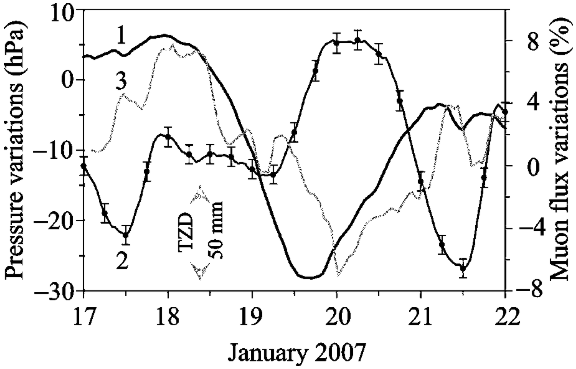 Pressure variations (hPa)
10
0
−10
−20
−30
1
3
2
TZD
50 mm
8
4
0
−4
−8
Muon flux variations (%)
17 18 19 20 21 22
January 2007